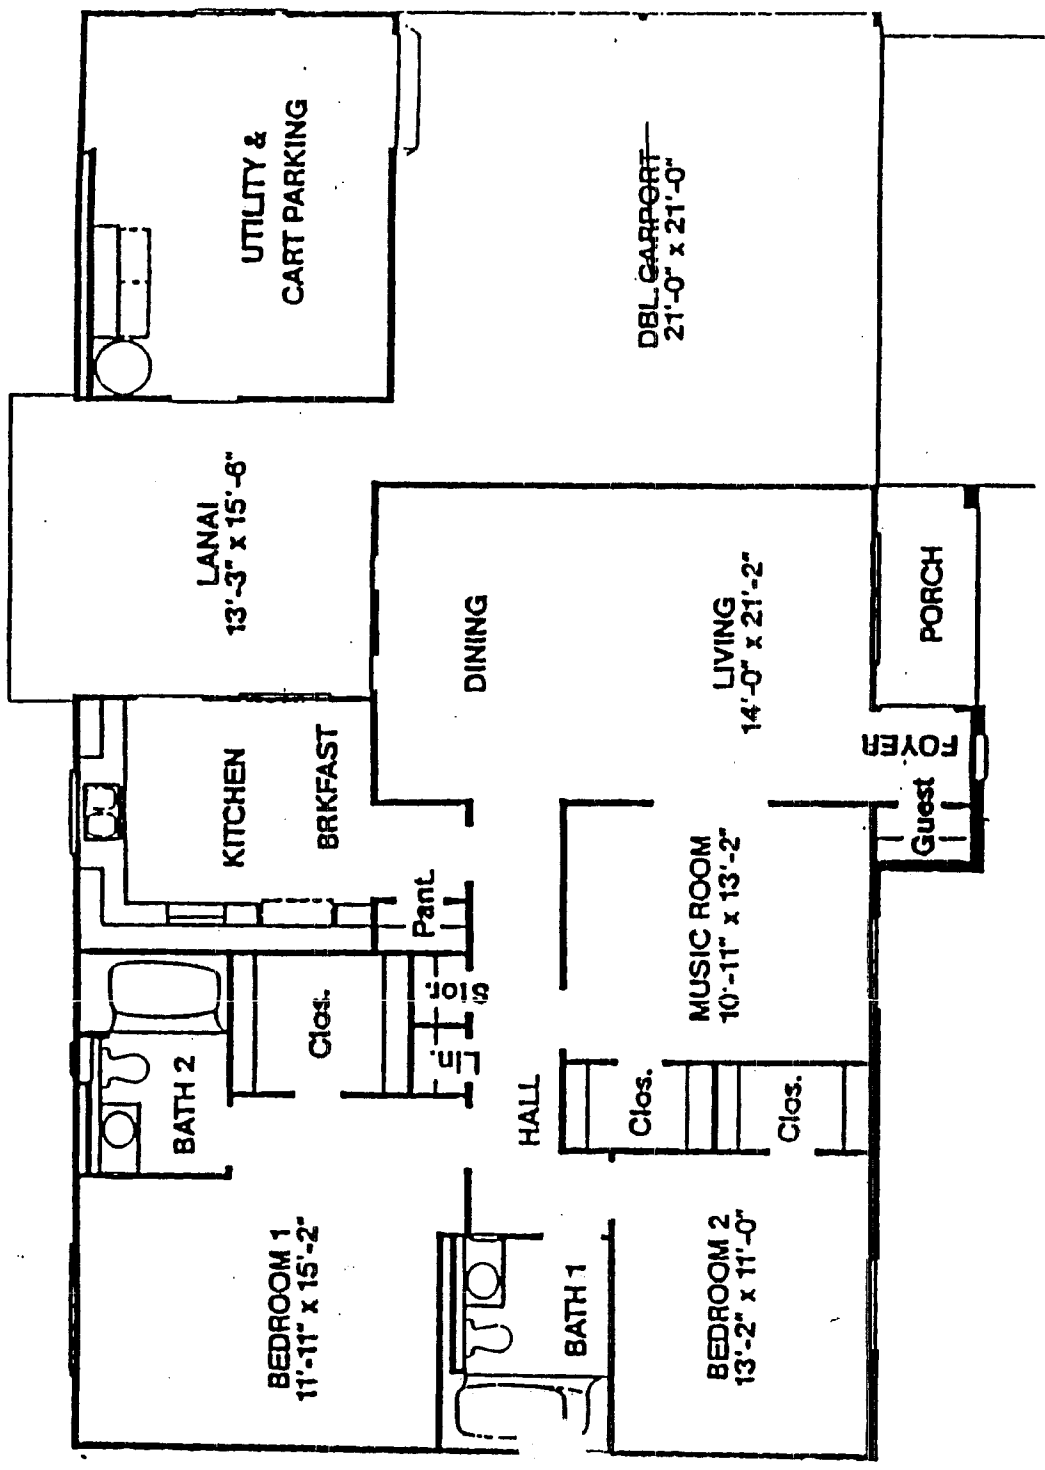 UTILITY &
CART PARKING
DBL. CARPORT
21'-0" x 21'-0"
LANAI
13'-3" x 15'-6"
DINING
LIVING
14'-0" x 21'-2"
PORCH
FOYER
Guest
KITCHEN
BRKFAST
Pant.
MUSIC ROOM
10'-11" x 13'-2"
Stor.
Lin.
Clos.
BATH 2
HALL
Clos.
Clos.
BEDROOM 1
11'-11" x 15'-2"
BATH 1
BEDROOM 2
13'-2" x 11'-0"